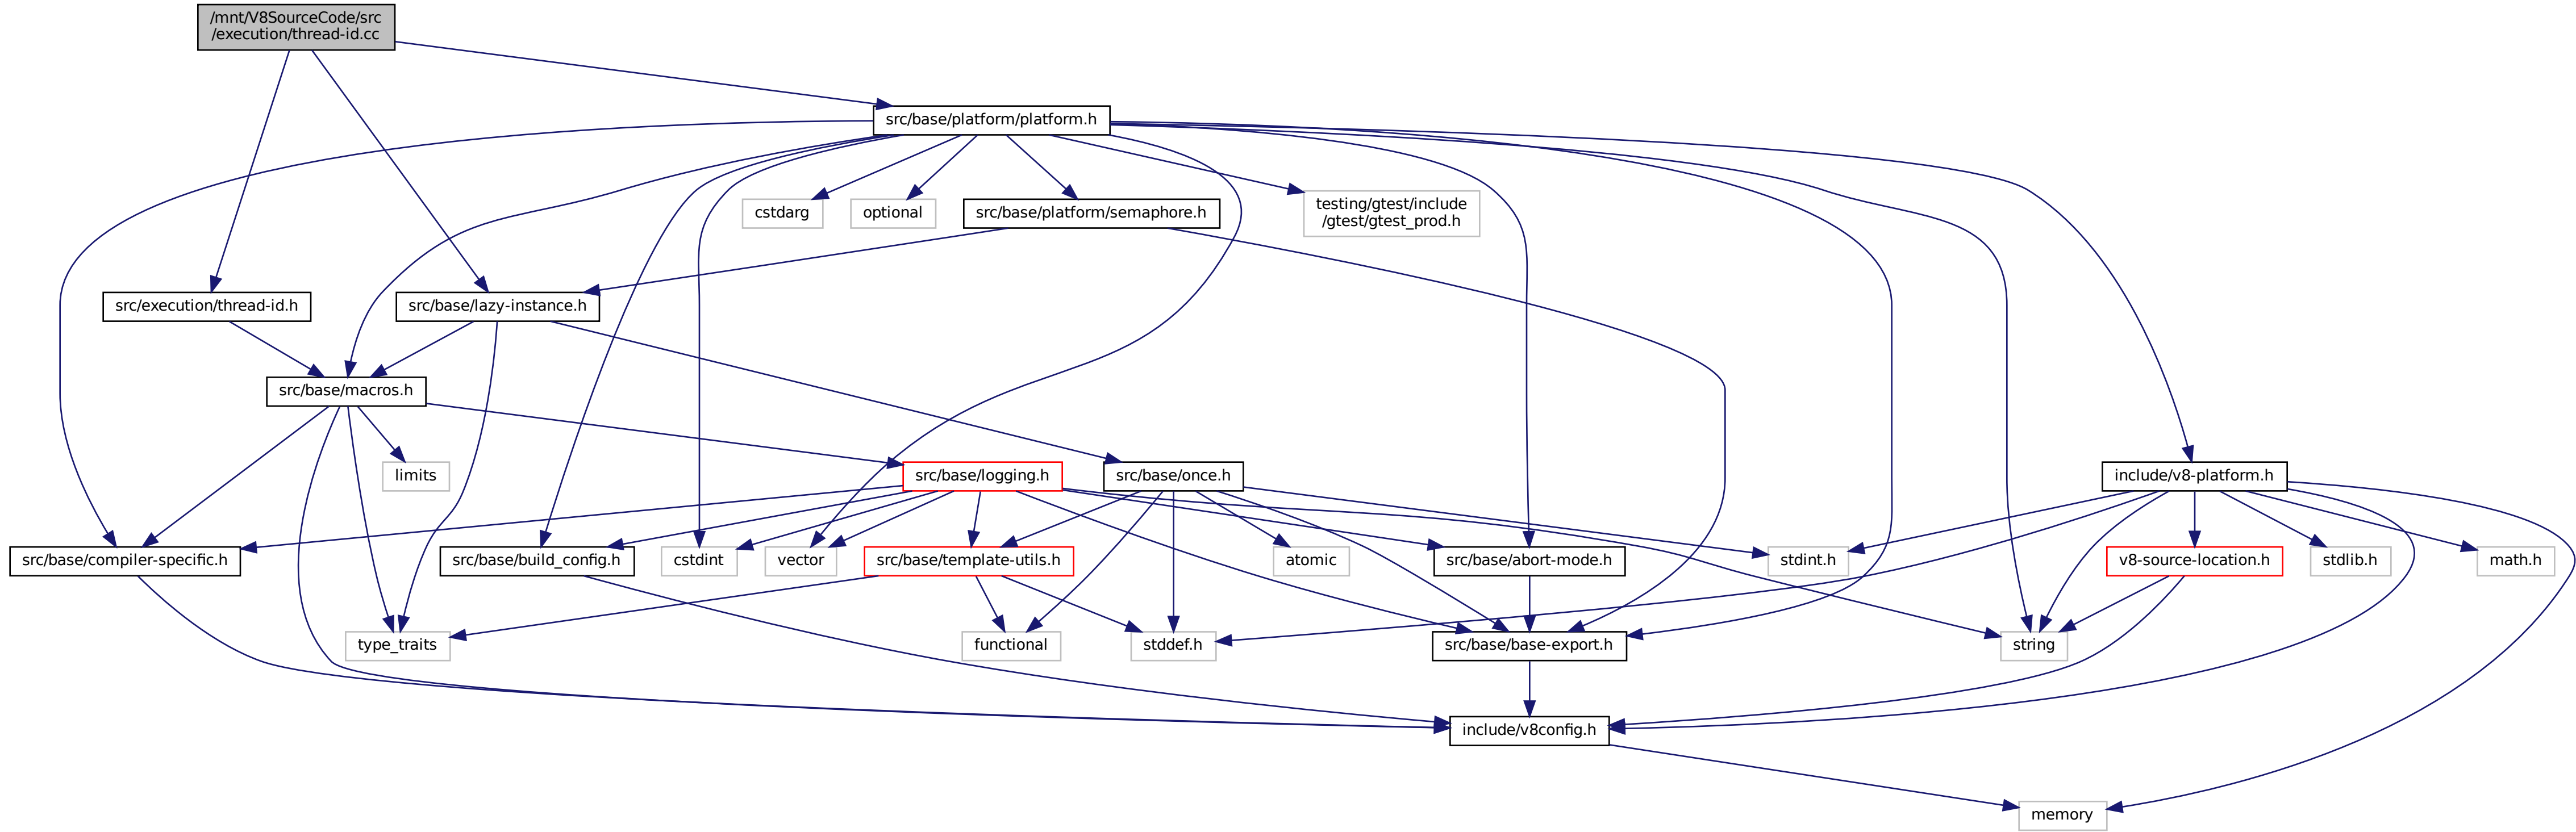 /mnt/V8SourceCode/src
/execution/thread-id.cc
src/base/platform/platform.h
cstdarg
optional
src/base/platform/semaphore.h
testing/gtest/include
/gtest/gtest_prod.h
src/execution/thread-id.h
src/base/lazy-instance.h
src/base/macros.h
limits
src/base/logging.h
src/base/once.h
include/v8-platform.h
src/base/compiler-specific.h
src/base/build_config.h
cstdint
vector
src/base/template-utils.h
atomic
src/base/abort-mode.h
stdint.h
v8-source-location.h
stdlib.h
math.h
type_traits
functional
stddef.h
src/base/base-export.h
string
include/v8config.h
memory